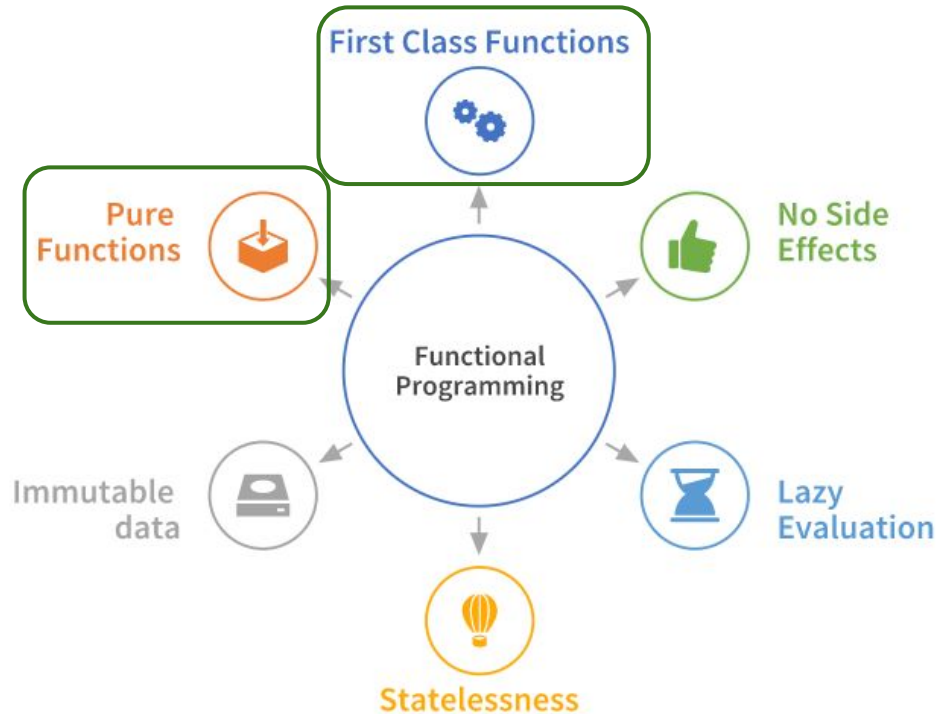 First Class Functions
Pure
Functions
No Side
Effects
Functional
Programming
Immutable
data
Lazy
Evaluation
Statelessness